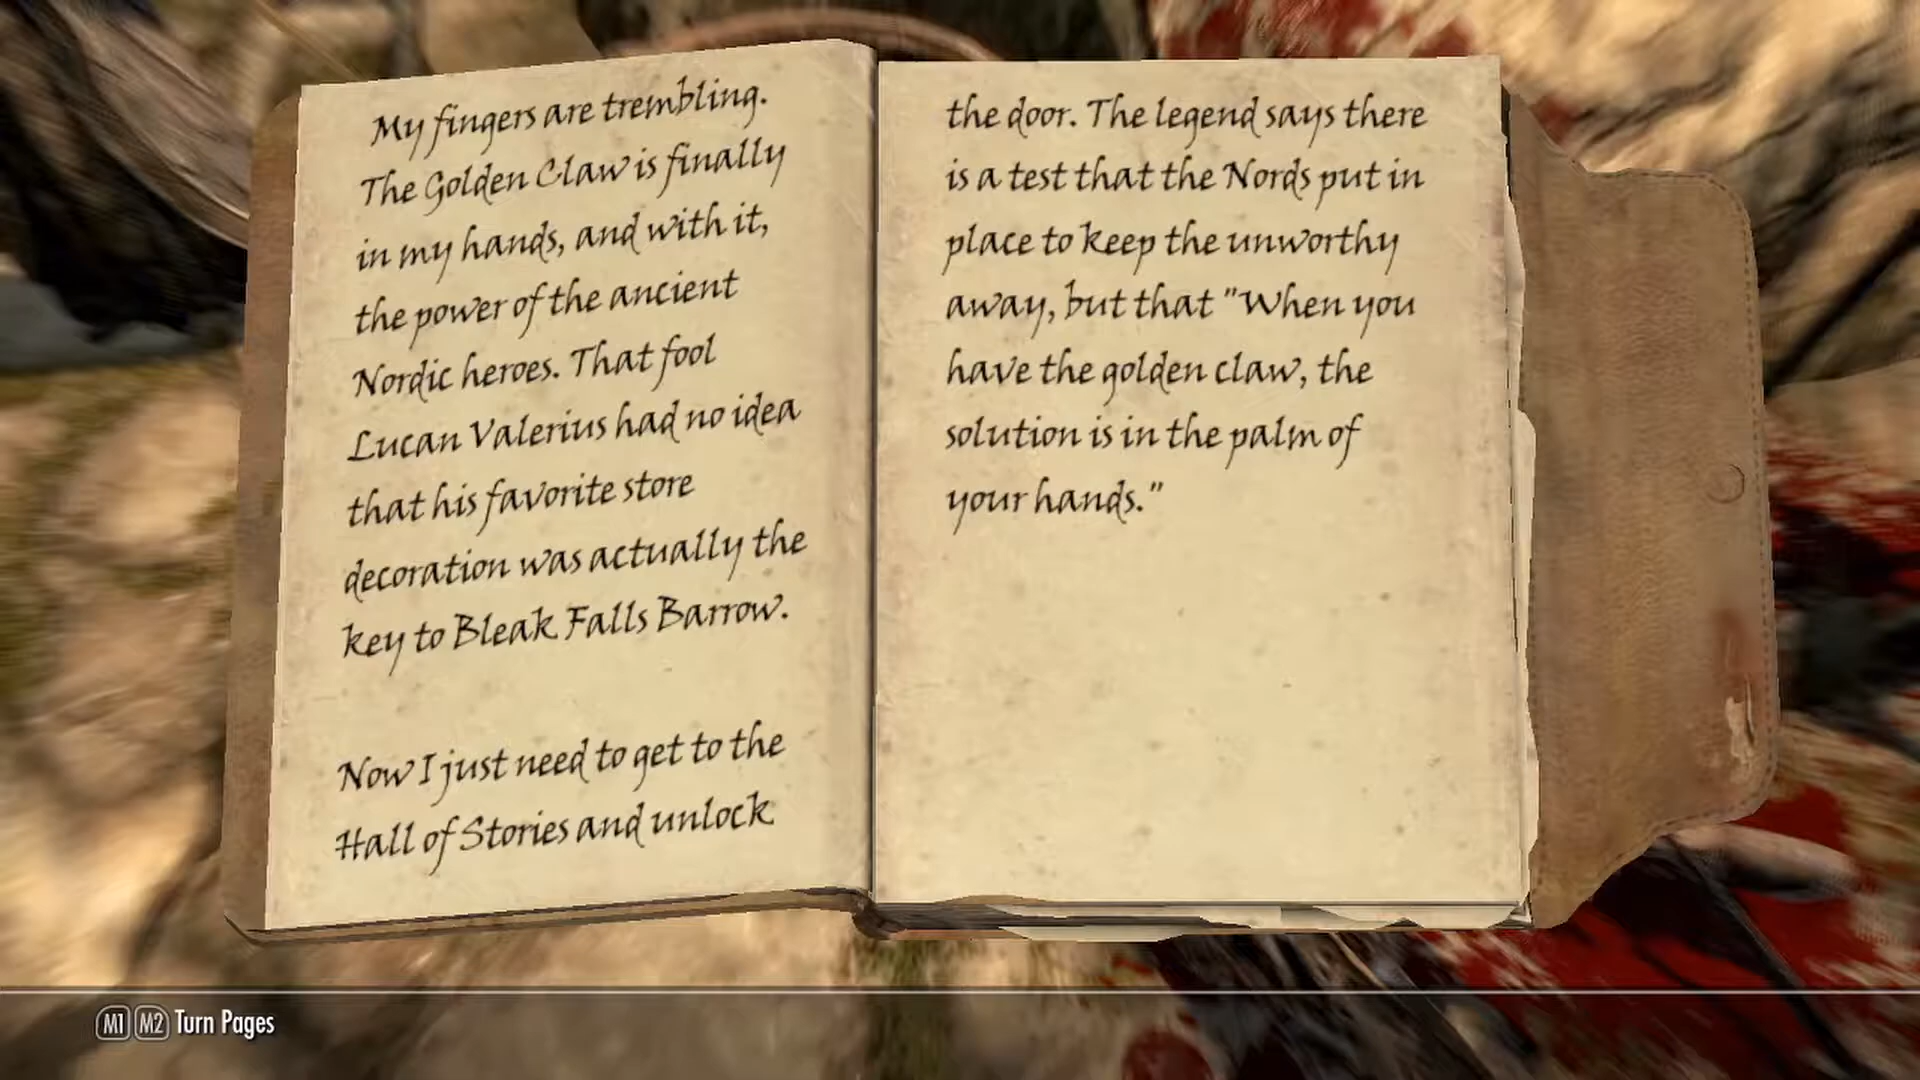 My fingers are trembling.
The Golden Claw is finally
in my hands, and with it,
the power of the ancient
Nordic heroes. That fool
Lucan Valerius had no idea
that his favorite store
decoration was actually the
key to Bleak Falls Barrow.
Now I just need to get to the
Hall of Stories and unlock
the door. The legend says there
is a test that the Nords put in
place to keep the unworthy
away, but that "When you
have the golden claw, the
solution is in the palm of
your hands."
M1 M2 Turn Pages